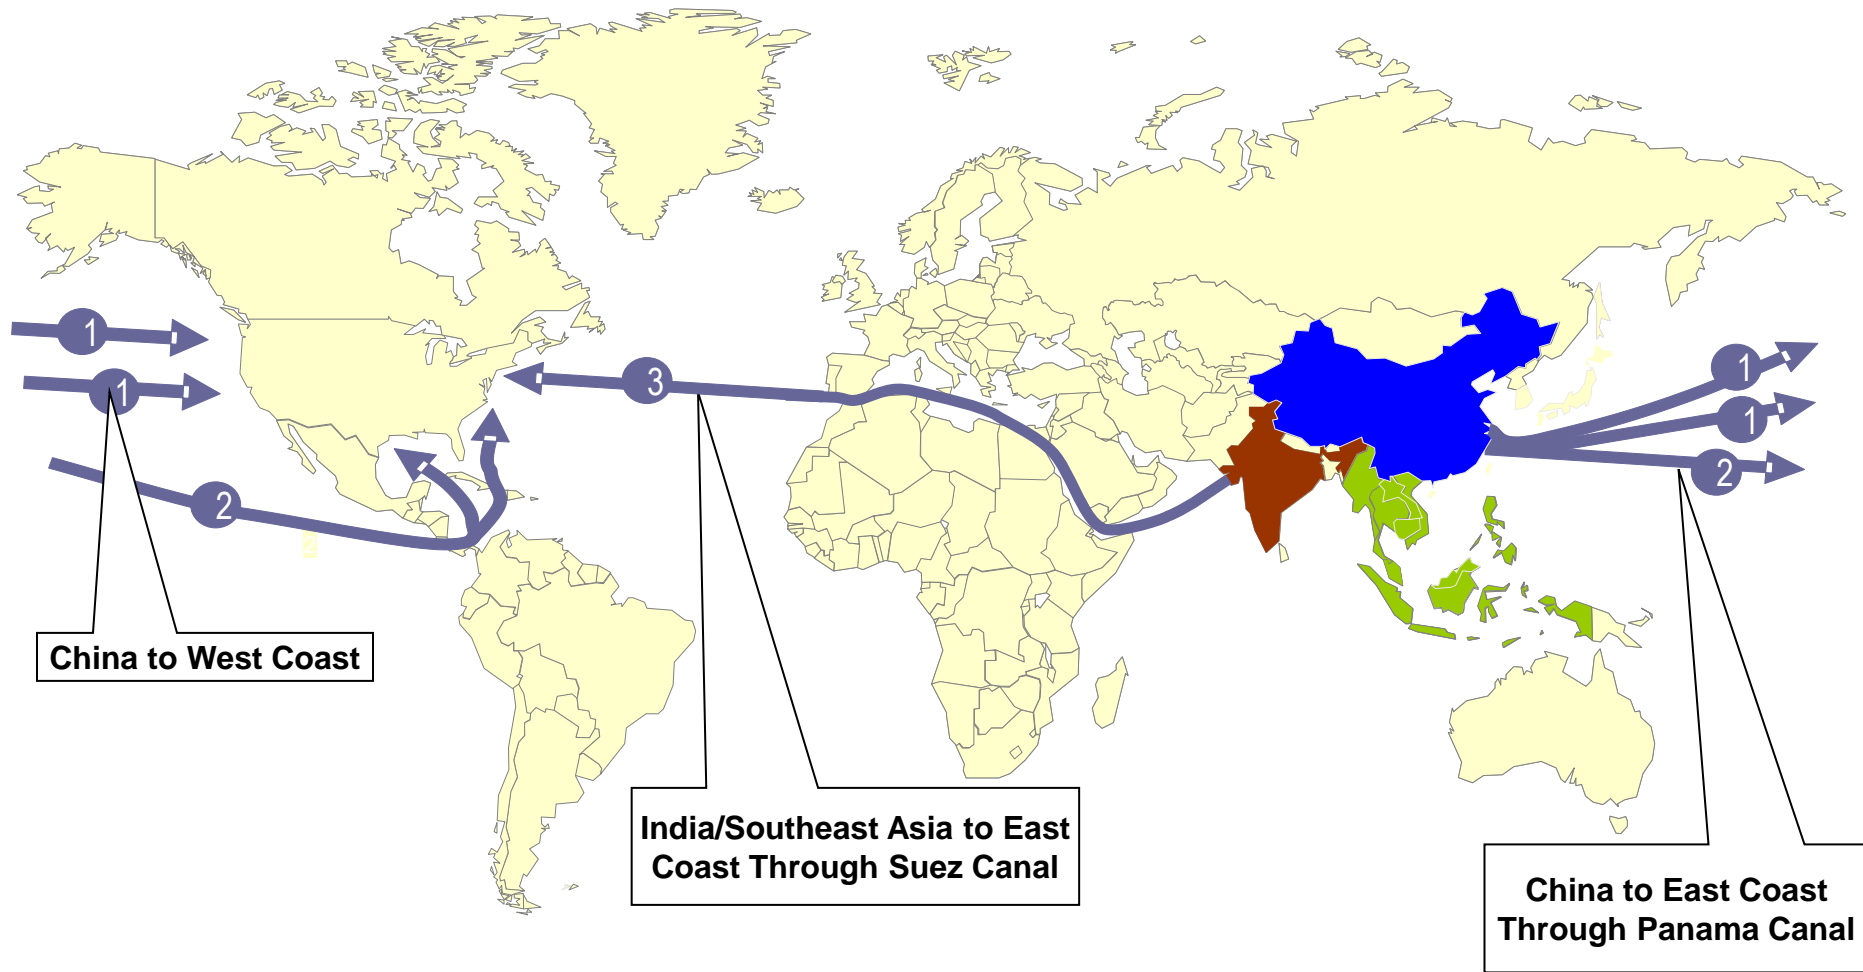 1
1
1
1
3
2
2
China to West Coast
India/Southeast Asia to East
Coast Through Suez Canal
China to East Coast
Through Panama Canal